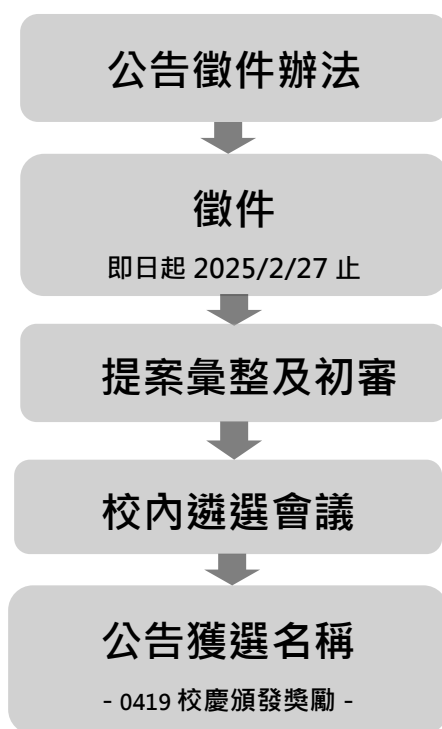 公告徵件辦法
徵件
即日起 2025/2/27 止
提案彙整及初審
校內遴選會議
公告獲選名稱
- 0419 校慶頒發獎勵 -